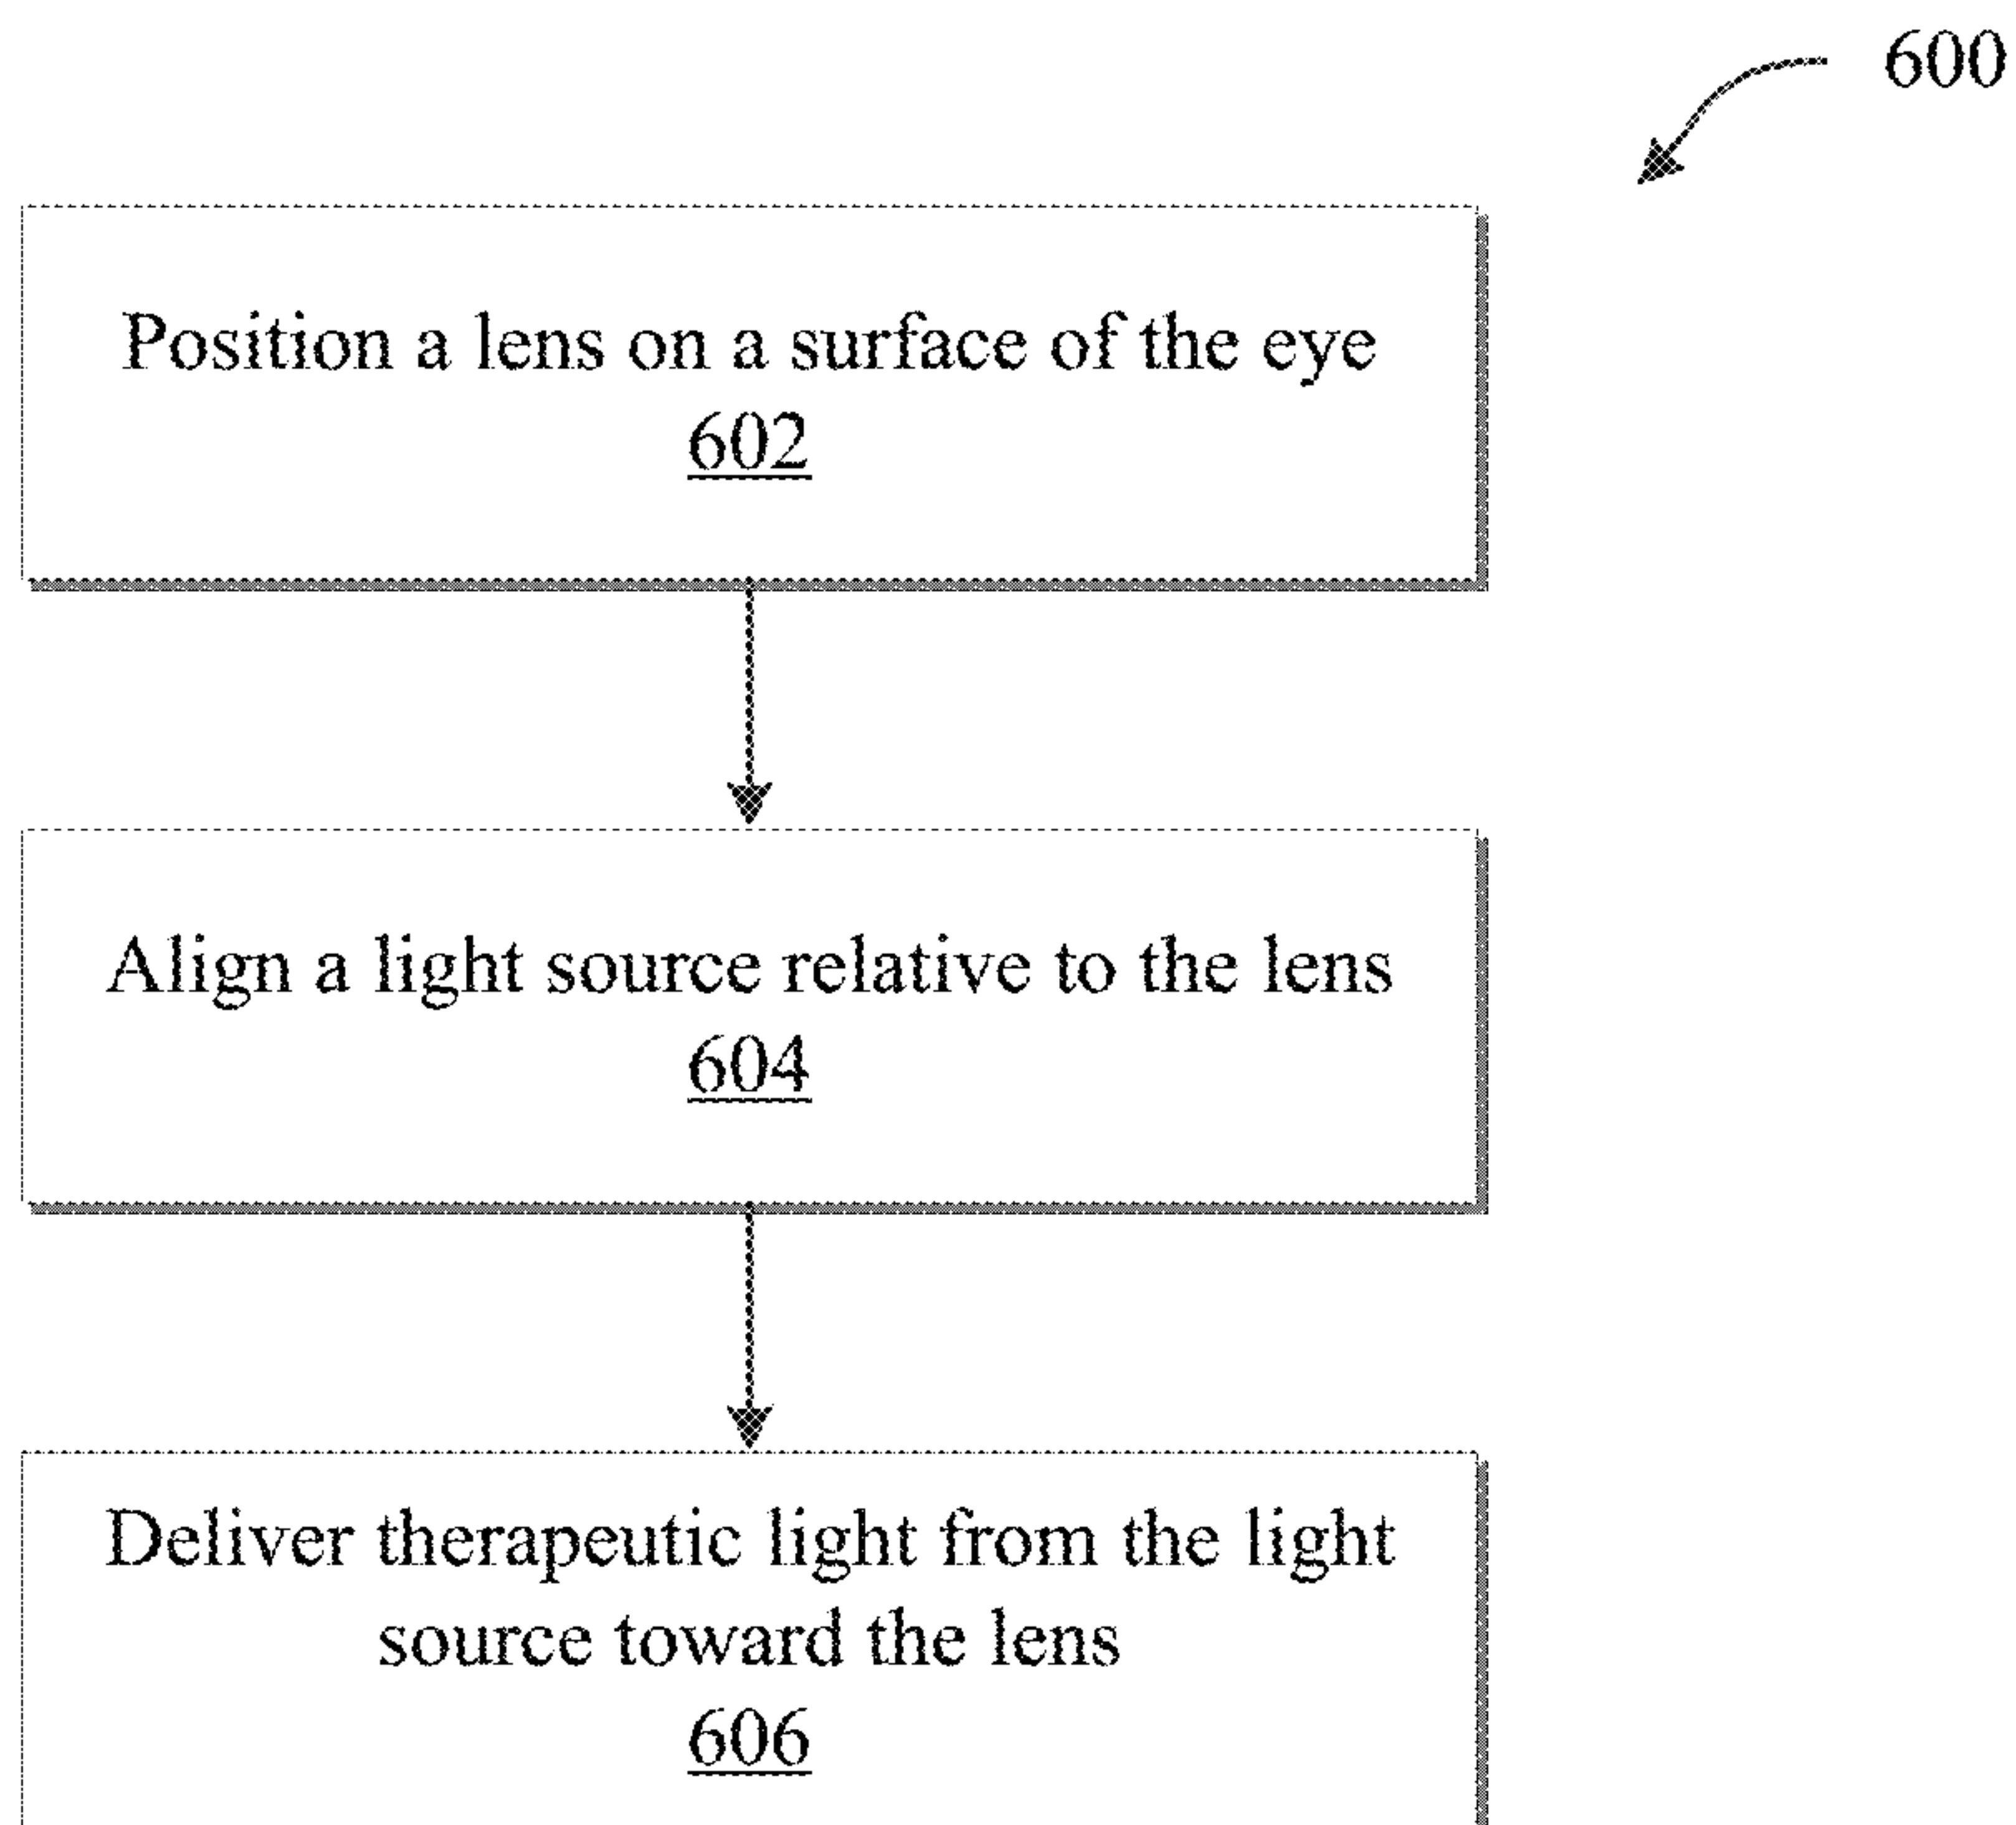 600
Position a lens on a surface of the eye
602
Align a light source relative to the lens
604
Deliver therapeutic light from the light
source toward the lens
606